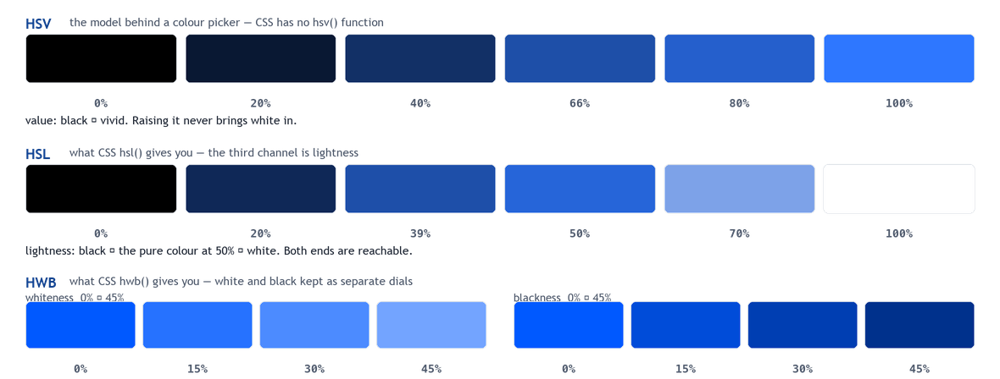 HSV the model behind a colour picker — CSS has no hsv() function
0% 20% 40% 66% 80% 100%
value: black ¤ vivid. Raising it never brings white in.
HSL what CSS hsl() gives you — the third channel is lightness
0% 20% 39% 50% 70% 100%
lightness: black ¤ the pure colour at 50% ¤ white. Both ends are reachable.
HWB what CSS hwb() gives you — white and black kept as separate dials
whiteness 0% ¤ 45% blackness 0% ¤ 45%
0% 15% 30% 45% 0% 15% 30% 45%